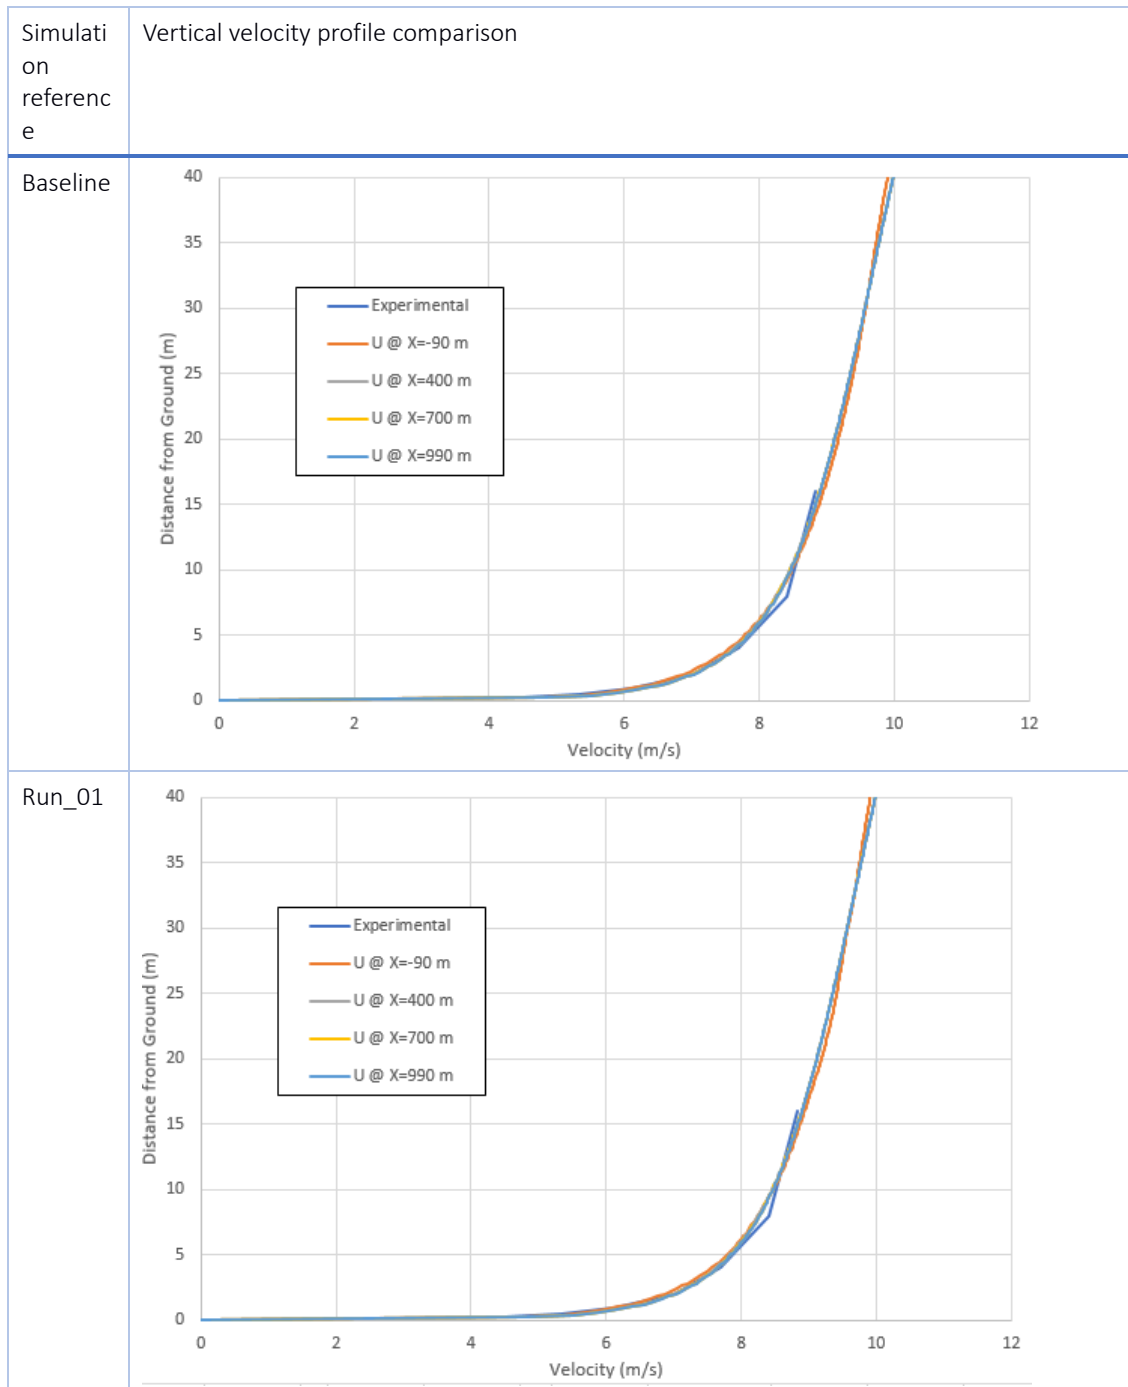 Simulati
on
referenc
e
Vertical velocity profile comparison
Baseline
40
35
30
25
20
15
10
5
0
Distance from Ground (m)
Experimental
U @ X=-90 m
U @ X=400 m
U @ X=700 m
U @ X=990 m
0 2 4 6 8 10 12
Velocity (m/s)
Run_01
40
35
30
25
20
15
10
5
0
Distance from Ground (m)
Experimental
U @ X=-90 m
U @ X=400 m
U @ X=700 m
U @ X=990 m
0 2 4 6 8 10 12
Velocity (m/s)